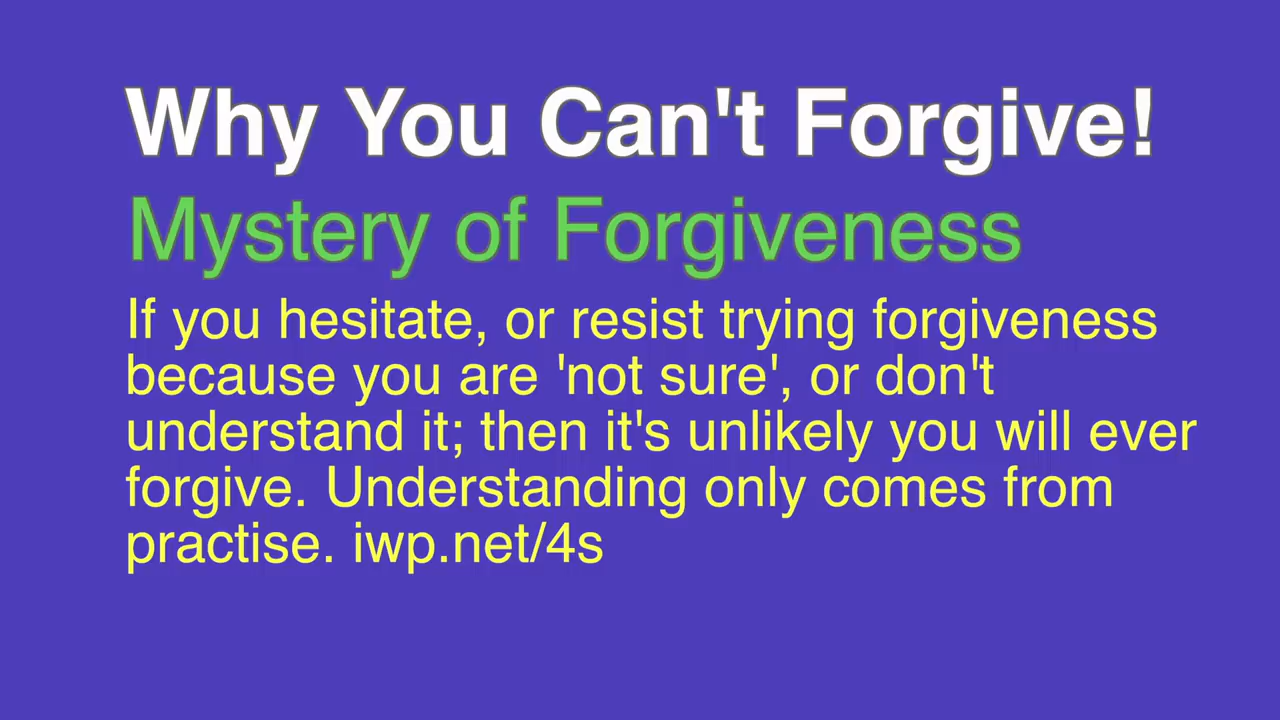 Why You Can't Forgive!
Mystery of Forgiveness
If you hesitate, or resist trying forgiveness
because you are 'not sure', or don't
understand it; then it's unlikely you will ever
forgive. Understanding only comes from
practise. iwp.net/4s